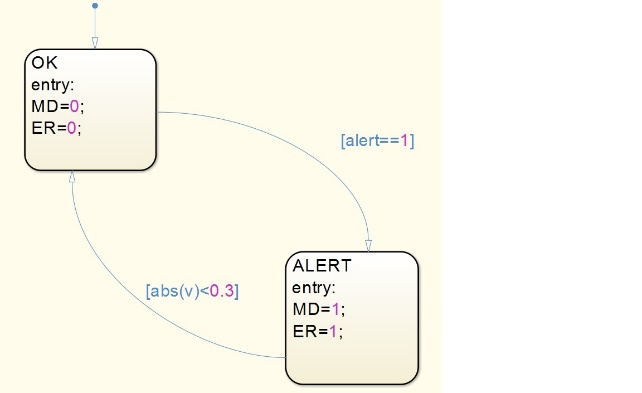 OK
entry:
MD=0;
ER=0;
[alert==1]
[abs(v)<0.3]
ALERT
entry:
MD=1;
ER=1;